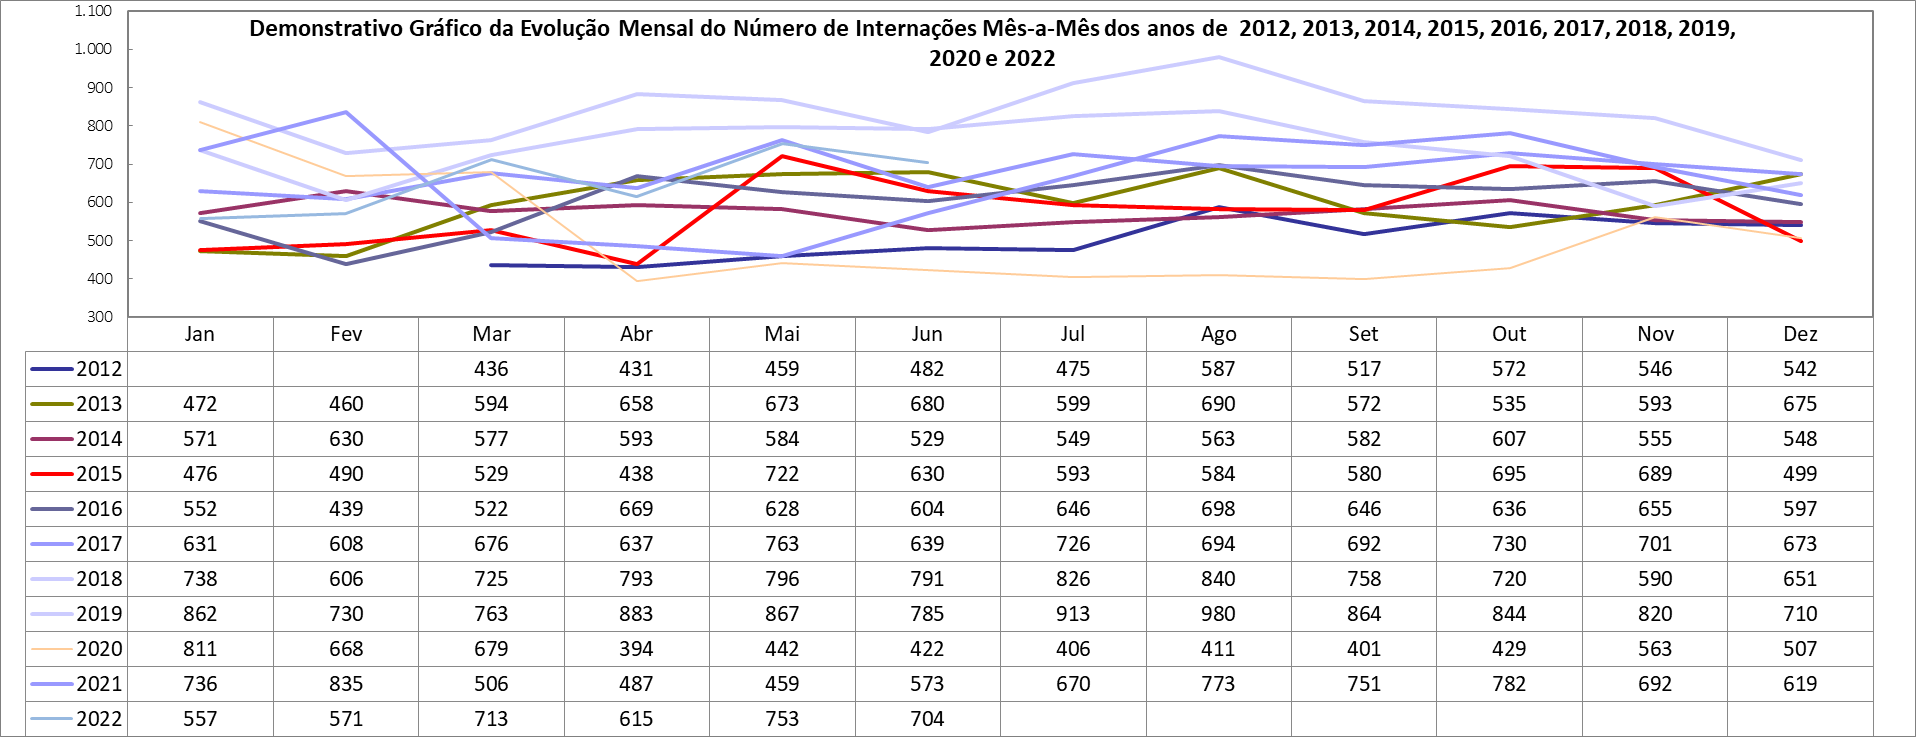 Demonstrativo Gráfico da Evolução Mensal do Número de Internações Mês-a-Mês dos anos de 2012, 2013, 2014, 2015, 2016, 2017, 2018, 2019,
2020 e 2022
1.100
1.000
900
800
700
600
500
400
300
Jan Fev Mar Abr Mai Jun Jul Ago Set Out Nov Dez
2012 436 431 459 482 475 587 517 572 546 542
2013 472 460 594 658 673 680 599 690 572 535 593 675
2014 571 630 577 593 584 529 549 563 582 607 555 548
2015 476 490 529 438 722 630 593 584 580 695 689 499
2016 552 439 522 669 628 604 646 698 646 636 655 597
2017 631 608 676 637 763 639 726 694 692 730 701 673
2018 738 606 725 793 796 791 826 840 758 720 590 651
2019 862 730 763 883 867 785 913 980 864 844 820 710
2020 811 668 679 394 442 422 406 411 401 429 563 507
2021 736 835 506 487 459 573 670 773 751 782 692 619
2022 557 571 713 615 753 704